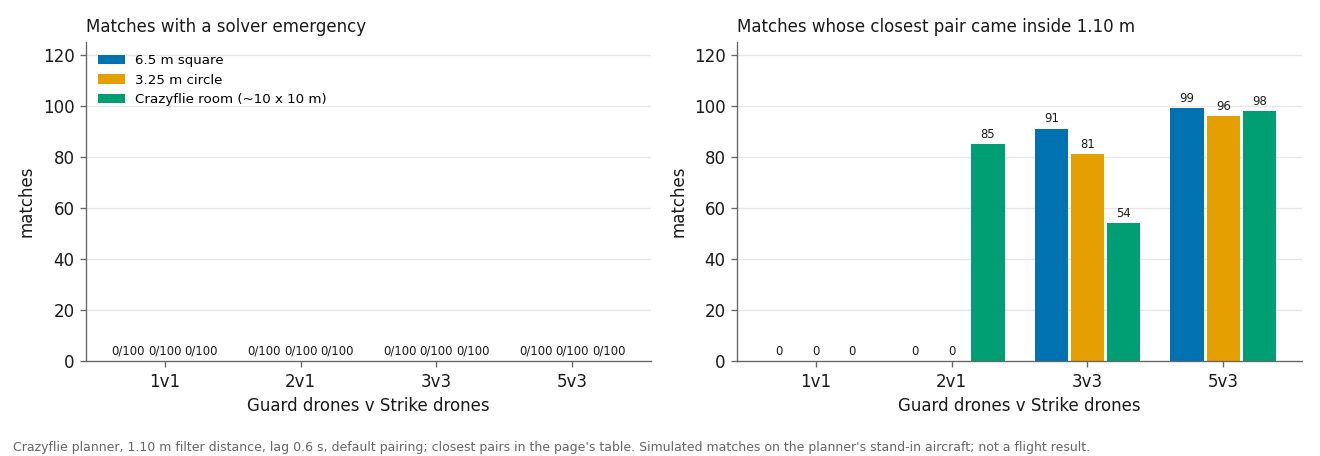 Matches with a solver emergency
120
100
80
60
40
20
0
matches
6.5 m square
3.25 m circle
Crazyflie room (~10 x 10 m)
0/100 0/100 0/100 0/100 0/100 0/100 0/100 0/100 0/100 0/100 0/100 0/100
1v1 2v1 3v3 5v3
Guard drones v Strike drones
Matches whose closest pair came inside 1.10 m
120
100
80
60
40
20
0
matches
0 0 0 0 0 85 91 81 54 99 96 98
1v1 2v1 3v3 5v3
Guard drones v Strike drones
Crazyflie planner, 1.10 m filter distance, lag 0.6 s, default pairing; closest pairs in the page's table. Simulated matches on the planner's stand-in aircraft; not a flight result.